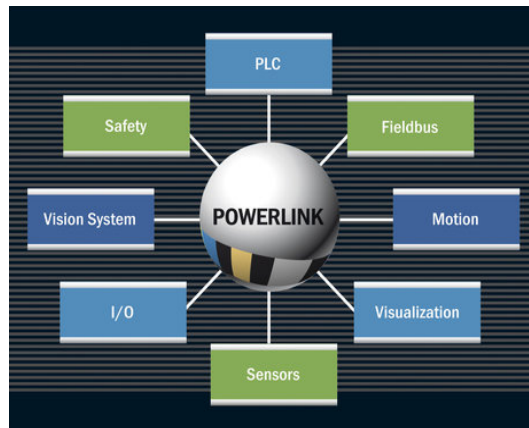 PLC
Safety
Fieldbus
Vision System
POWERLINK
Motion
I/O
Visualization
Sensors